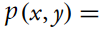 p(x, y) =